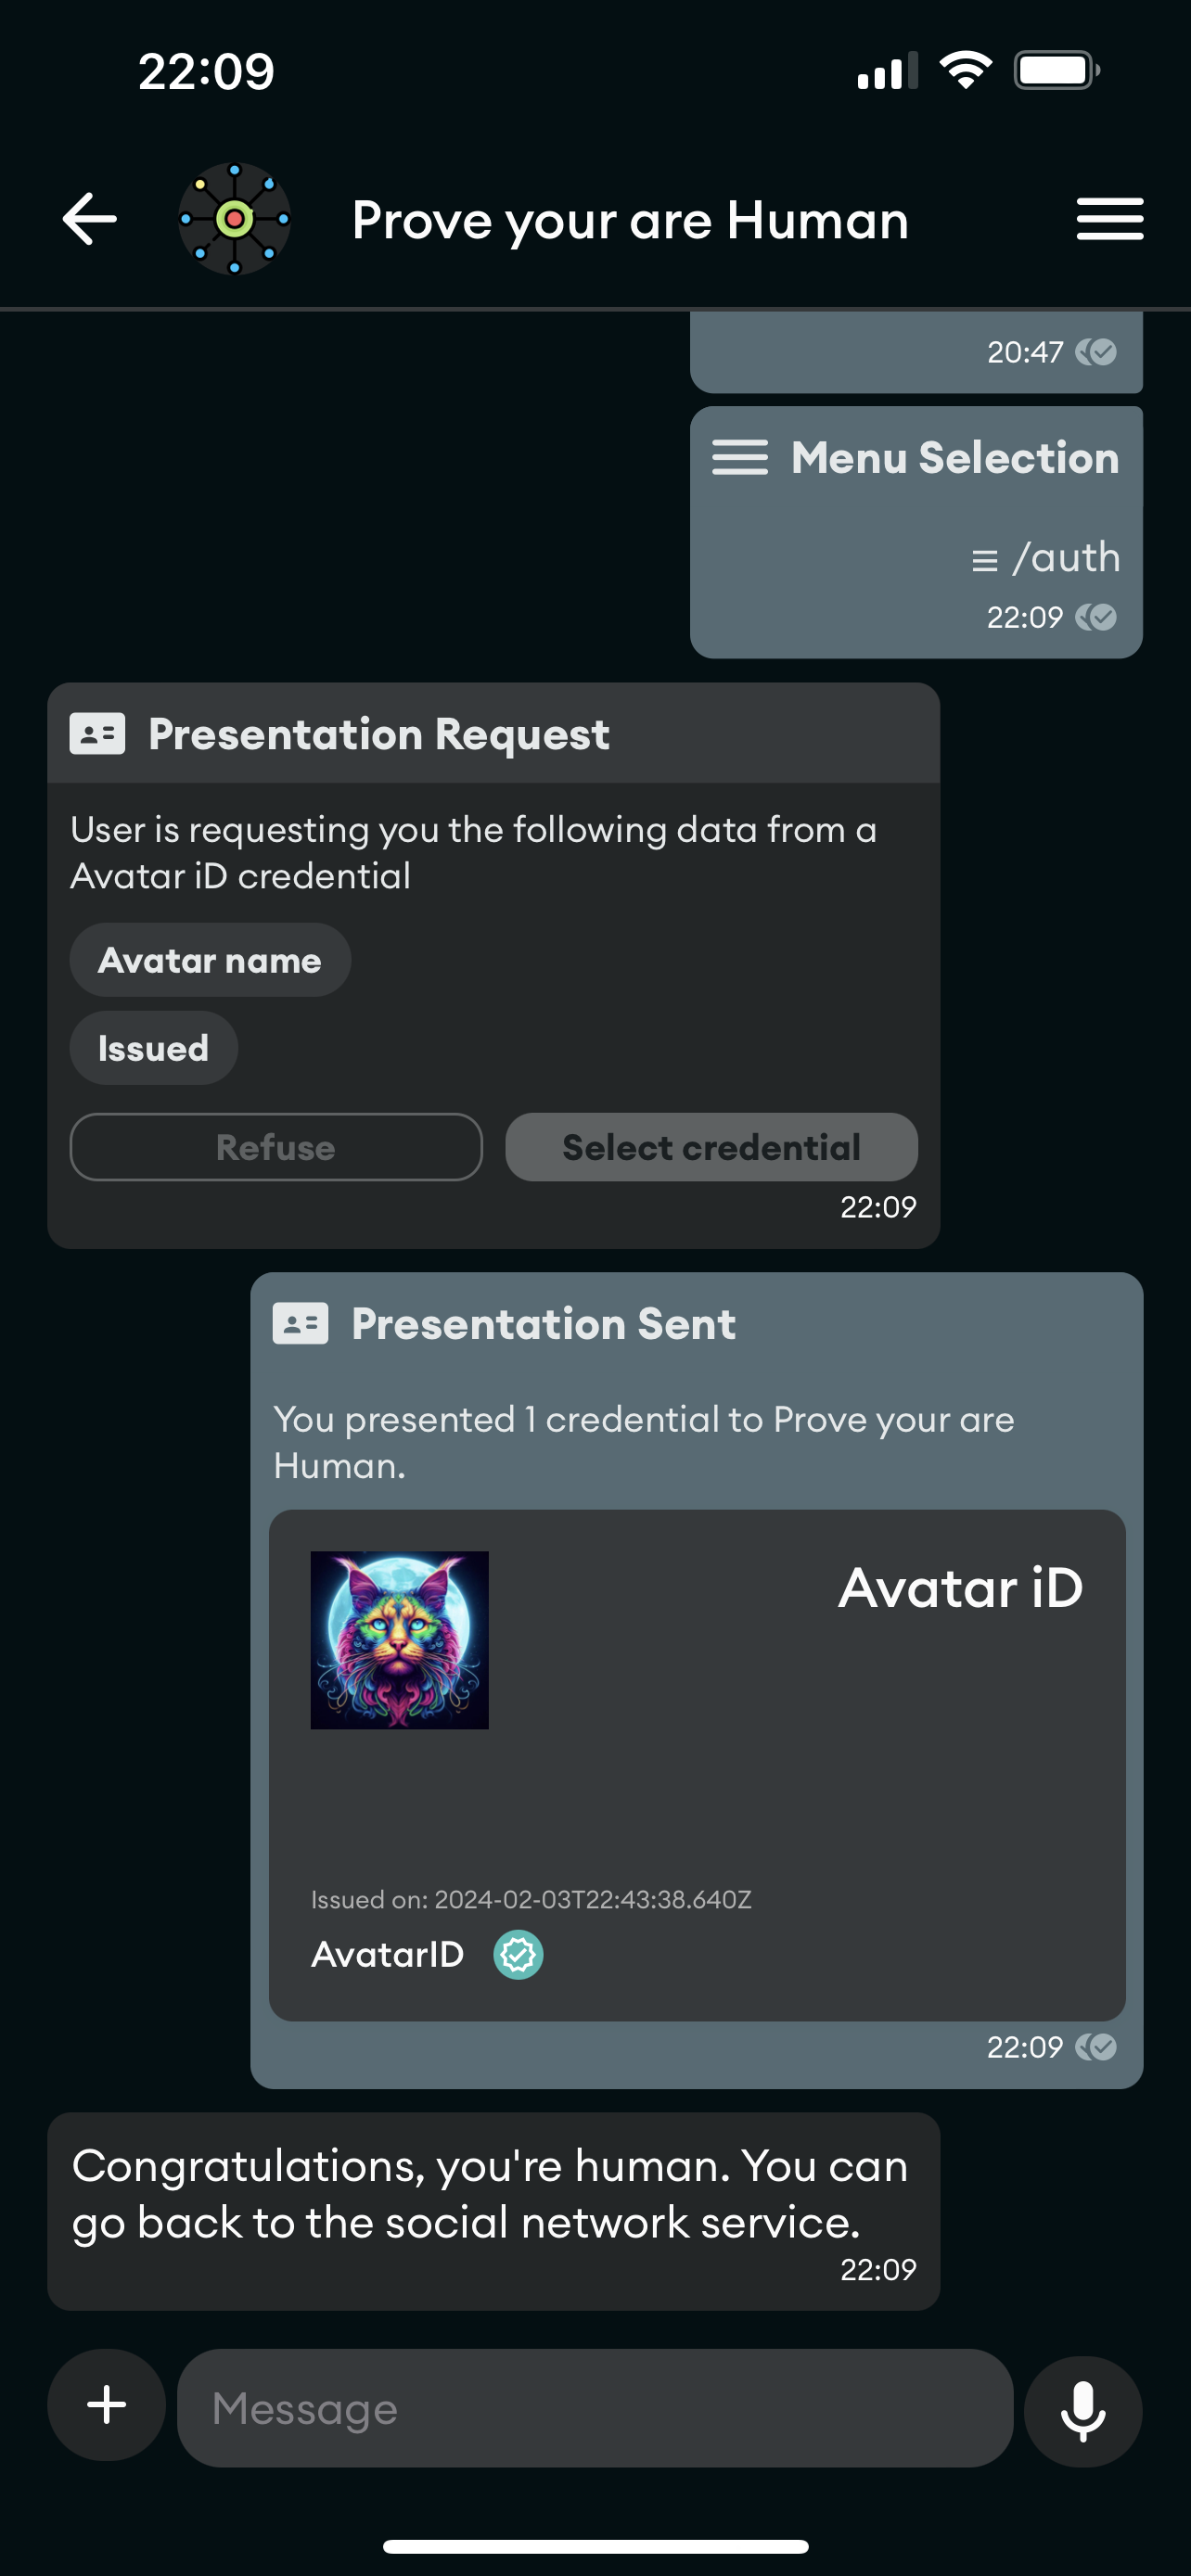 22:09
Prove your are Human
20:47
Menu Selection
≡ /auth
22:09
Presentation Request
User is requesting you the following data from a
Avatar iD credential
Avatar name
Issued
Refuse
Select credential
22:09
Presentation Sent
You presented 1 credential to Prove your are
Human.
Avatar iD
Issued on: 2024-02-03T22:43:38.640Z
AvatarID
22:09
Congratulations, you're human. You can
go back to the social network service.
22:09
Message